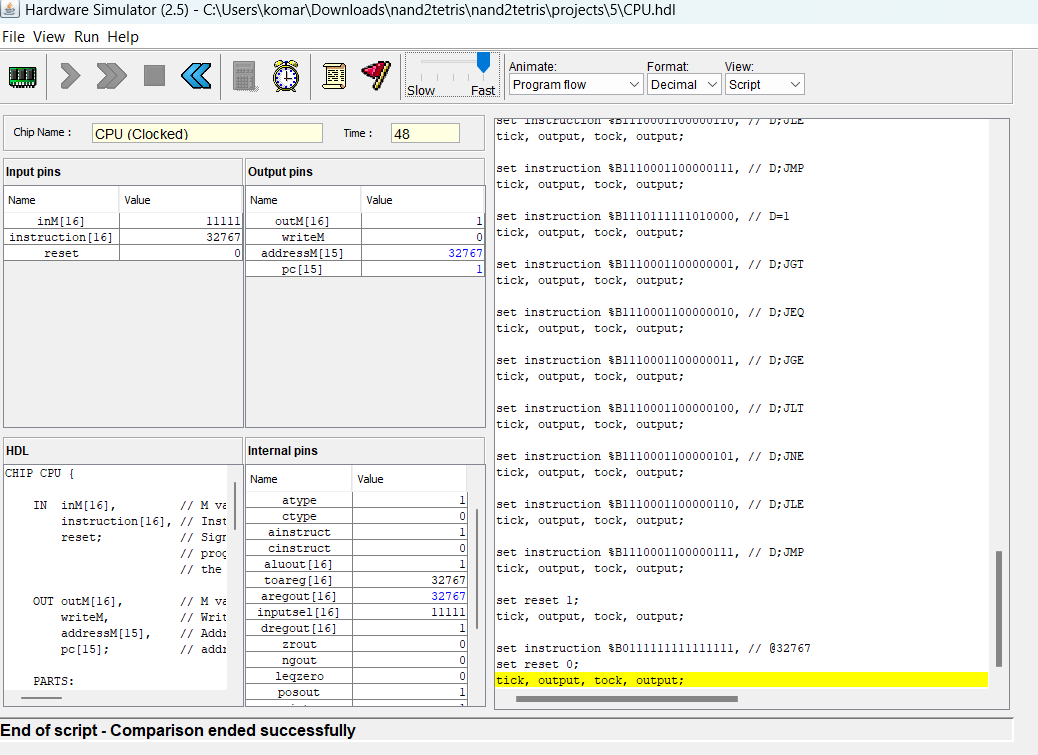 Hardware Simulator (2.5) - C:\Users\komar\Downloads\nand2tetris\nand2tetris\projects\5\CPU.hdl
File View Run Help
Slow Fast
Animate:
Program flow
Format:
Decimal
View:
Script
Chip Name :
CPU (Clocked)
Time :
48
Input pins
Name Value
inM[16] 11111
instruction[16] 32767
reset 0
Output pins
Name Value
outM[16] 1
writeM 0
addressM[15] 32767
pc[15] 1
HDL
CHIP CPU {
IN inM[16], // M va
instruction[16], // Inst
reset; // Sign
// prog
// the
OUT outM[16], // M va
writeM, // Writ
addressM[15], // Addr
pc[15]; // addr
PARTS:
Internal pins
Name Value
atype 1
ctype 0
ainstruct 1
cinstruct 0
aluout[16] 1
toareg[16] 32767
aregout[16] 32767
inputsel[16] 11111
dregout[16] 1
zrout 0
ngout 0
leqzero 0
posout 1
set instruction %B1110001100000110, // D;JLE
tick, output, tock, output;
set instruction %B1110001100000111, // D;JMP
tick, output, tock, output;
set instruction %B1110111111010000, // D=1
tick, output, tock, output;
set instruction %B1110001100000001, // D;JGT
tick, output, tock, output;
set instruction %B1110001100000010, // D;JEQ
tick, output, tock, output;
set instruction %B1110001100000011, // D;JGE
tick, output, tock, output;
set instruction %B1110001100000100, // D;JLT
tick, output, tock, output;
set instruction %B1110001100000101, // D;JNE
tick, output, tock, output;
set instruction %B1110001100000110, // D;JLE
tick, output, tock, output;
set instruction %B1110001100000111, // D;JMP
tick, output, tock, output;
set reset 1;
tick, output, tock, output;
set instruction %B0111111111111111, // @32767
set reset 0;
tick, output, tock, output;
End of script - Comparison ended successfully